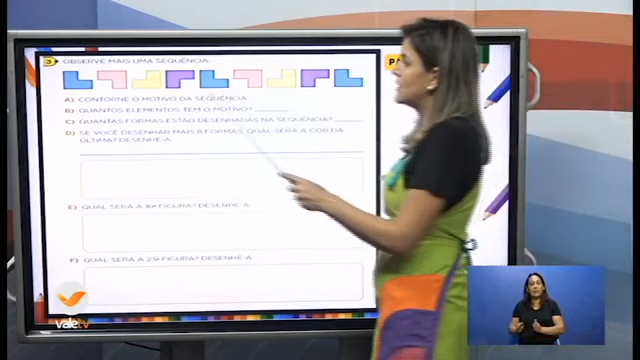 3 OBSERVE MAIS UMA SEQUÊNCIA.
A) CONTORNE O MOTIVO DA SEQUÊNCIA.
B) QUANTOS ELEMENTOS TEM O MOTIVO?
C) QUANTAS FORMAS ESTÃO DESENHADAS NA SEQUÊNCIA?
D) SE VOCÊ DESENHAR MAIS 8 FORMAS, QUAL SERÁ A COR DA
ÚLTIMA? DESENHE-A.
E) QUAL SERÁ A 16ª FIGURA? DESENHE-A.
F) QUAL SERÁ A 23ª FIGURA? DESENHE-A.
valetv